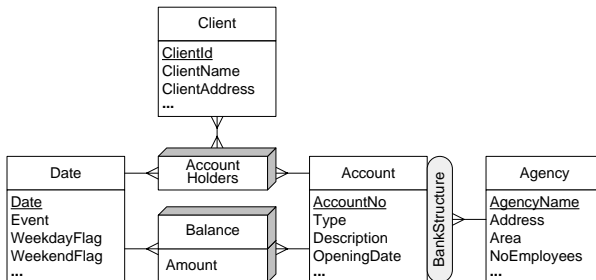 Client
ClientId
ClientName
ClientAddress
...
Date
Date
Event
WeekdayFlag
WeekendFlag
...
Account
Holders
Balance
Amount
Account
AccountNo
Type
Description
OpeningDate
...
BankStructure
Agency
AgencyName
Address
Area
NoEmployees
...